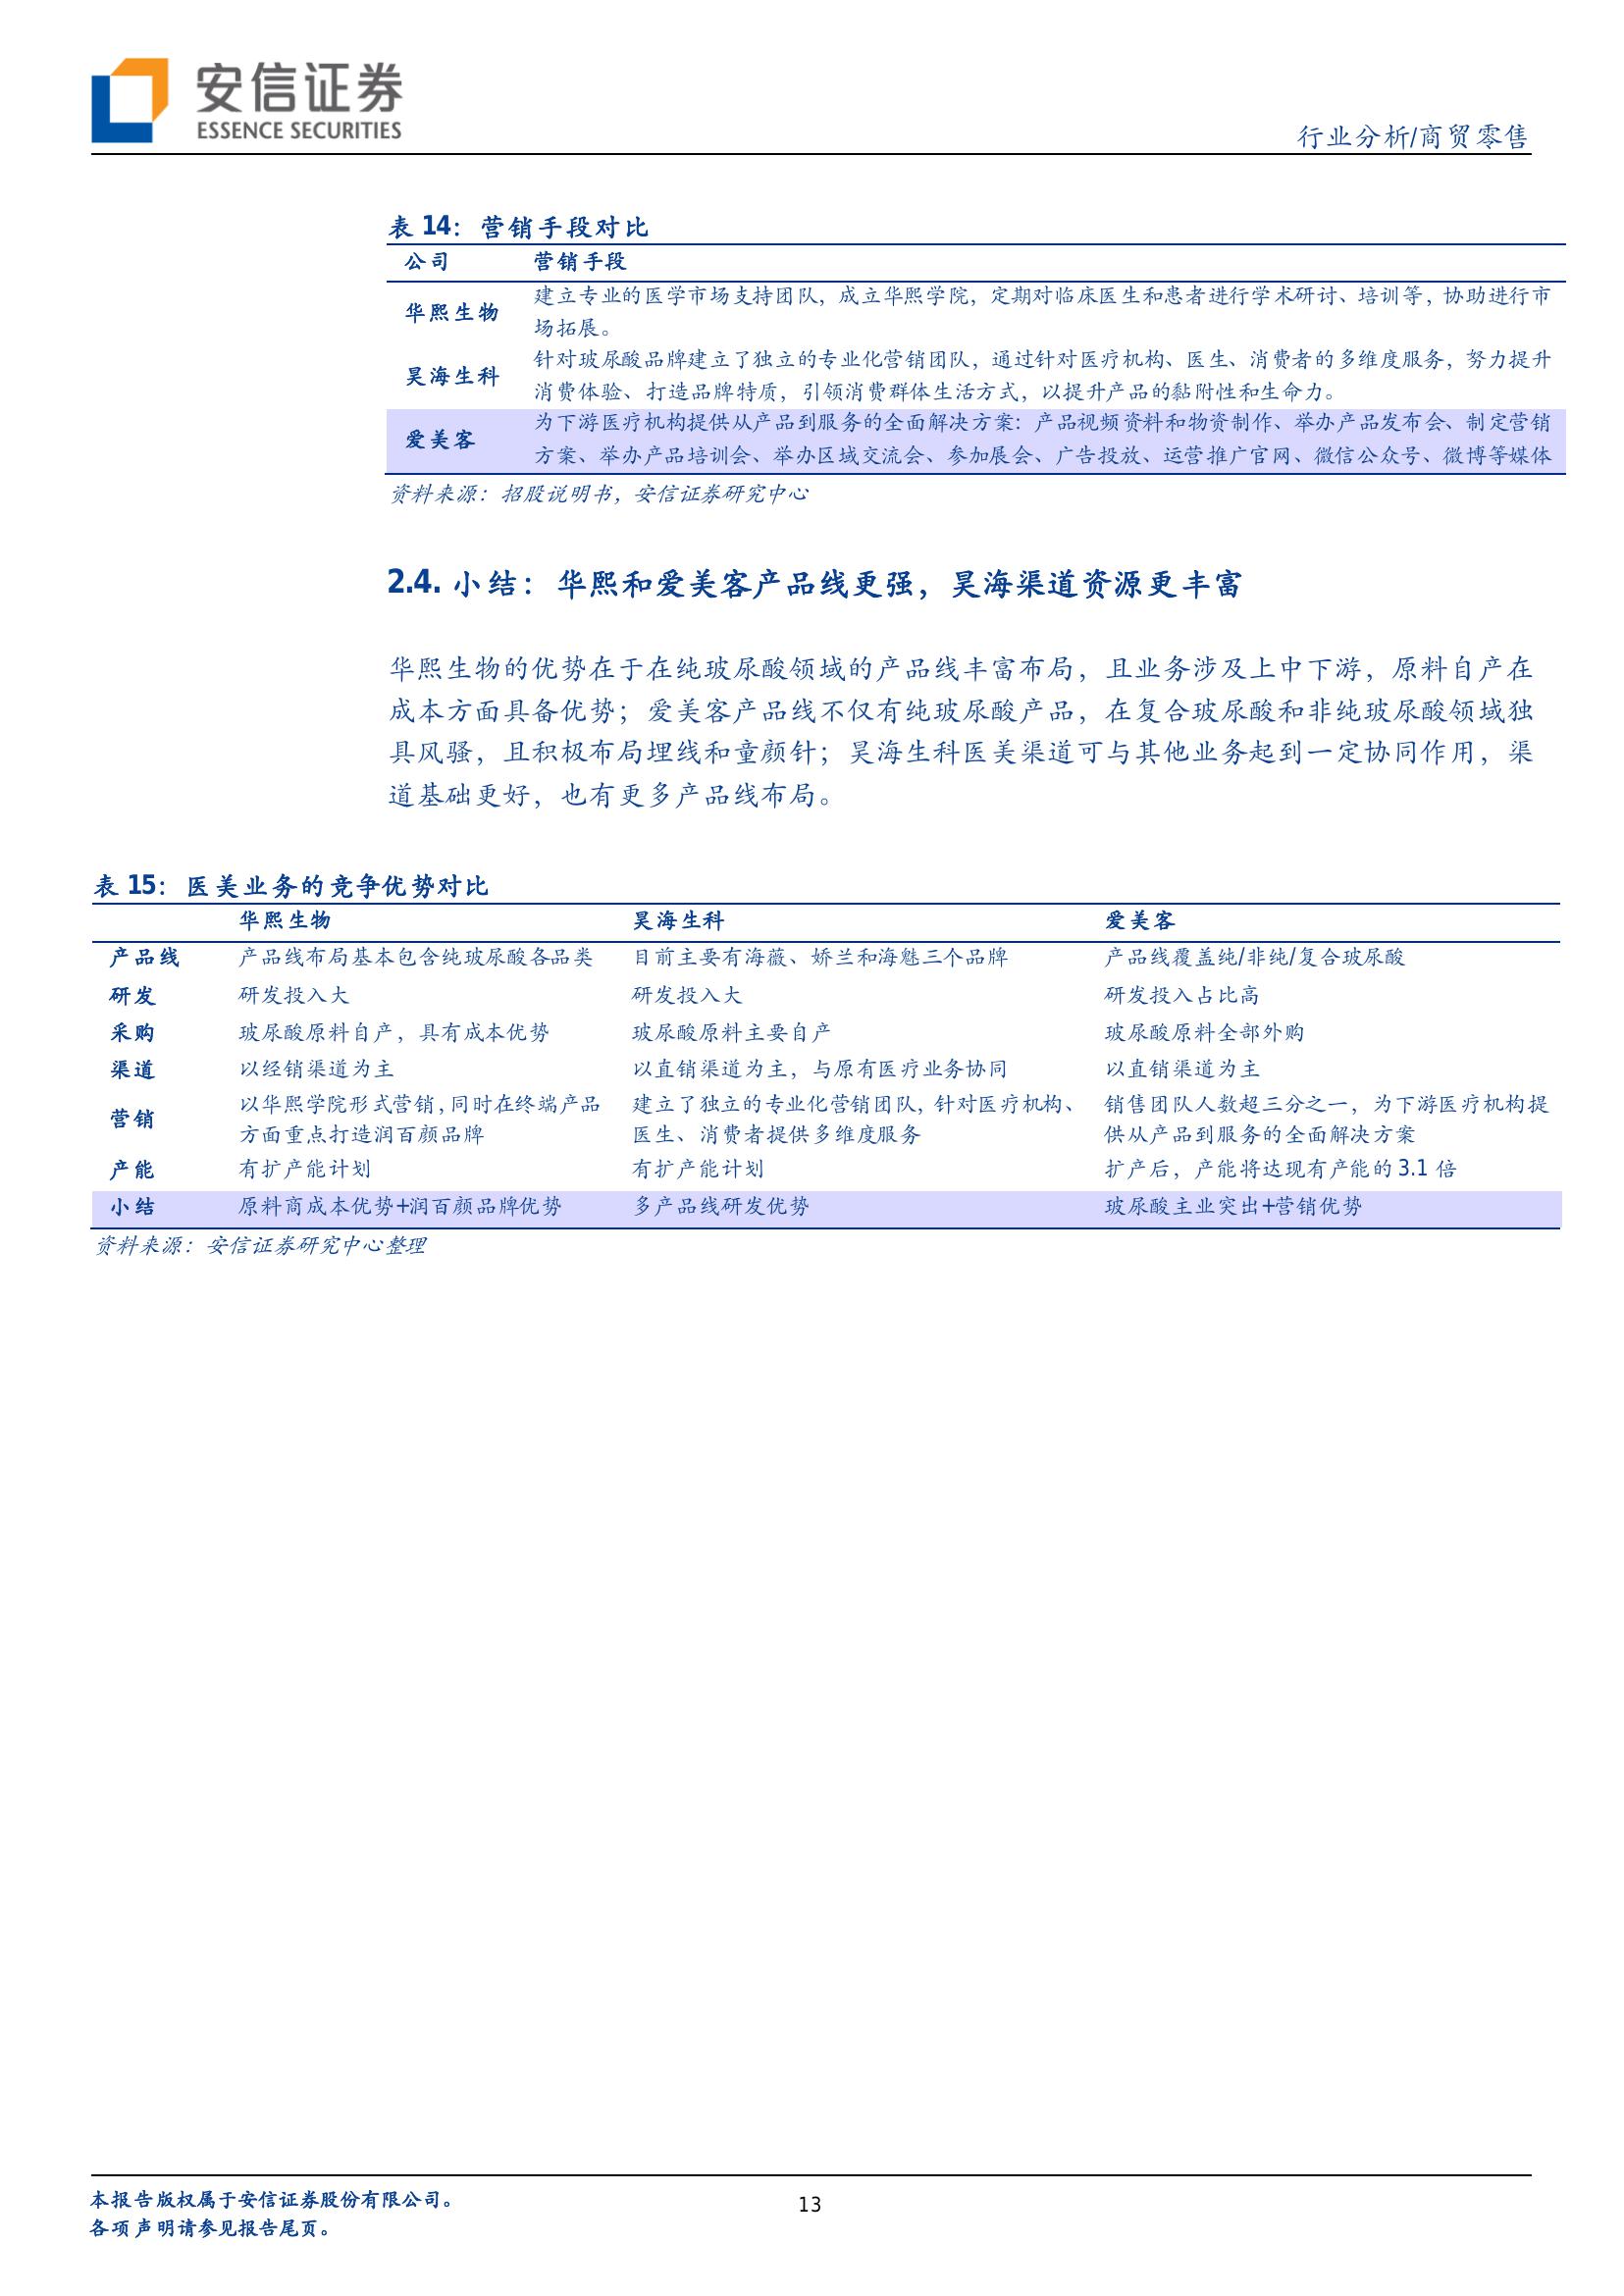 安信证券
ESSENCE SECURITIES
行业分析/商贸零售
表 14：营销手段对比
公司 营销手段
华熙生物 建立专业的医学市场支持团队，成立华熙学院，定期对临床医生和患者进行学术研讨、培训等，协助进行市
场拓展。
昊海生科 针对玻尿酸品牌建立了独立的专业化营销团队，通过针对医疗机构、医生、消费者的多维度服务，努力提升
消费体验、打造品牌特质，引领消费群体生活方式，以提升产品的黏附性和生命力。
爱美客 为下游医疗机构提供从产品到服务的全面解决方案：产品视频资料和物资制作、举办产品发布会、制定营销
方案、举办产品培训会、举办区域交流会、参加展会、广告投放、运营推广官网、微信公众号、微博等媒体
资料来源：招股说明书，安信证券研究中心
2.4. 小结：华熙和爱美客产品线更强，昊海渠道资源更丰富
华熙生物的优势在于在纯玻尿酸领域的产品线丰富布局，且业务涉及上中下游，原料自产在
成本方面具备优势；爱美客产品线不仅有纯玻尿酸产品，在复合玻尿酸和非纯玻尿酸领域独
具风骚，且积极布局埋线和童颜针；昊海生科医美渠道可与其他业务起到一定协同作用，渠
道基础更好，也有更多产品线布局。
表 15：医美业务的竞争优势对比
华熙生物 昊海生科 爱美客
产品线 产品线布局基本包含纯玻尿酸各品类 目前主要有海薇、娇兰和海魅三个品牌 产品线覆盖纯/非纯/复合玻尿酸
研发 研发投入大 研发投入大 研发投入占比高
采购 玻尿酸原料自产，具有成本优势 玻尿酸原料主要自产 玻尿酸原料全部外购
渠道 以经销渠道为主 以直销渠道为主，与原有医疗业务协同 以直销渠道为主
营销 以华熙学院形式营销，同时在终端产品 建立了独立的专业化营销团队，针对医疗机构、 销售团队人数超三分之一，为下游医疗机构提
方面重点打造润百颜品牌 医生、消费者提供多维度服务 供从产品到服务的全面解决方案
产能 有扩产能计划 有扩产能计划 扩产后，产能将达现有产能的 3.1 倍
小结 原料商成本优势+润百颜品牌优势 多产品线研发优势 玻尿酸主业突出+营销优势
资料来源：安信证券研究中心整理
本报告版权属于安信证券股份有限公司。
13
各项声明请参见报告尾页。